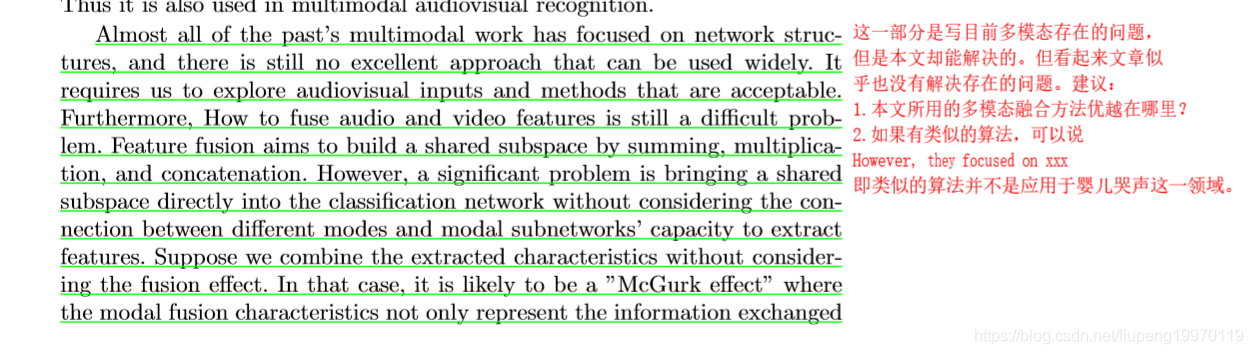 Thus it is also used in multimodal audiovisual recognition.
Almost all of the past's multimodal work has focused on network struc-
tures, and there is still no excellent approach that can be used widely. It
requires us to explore audiovisual inputs and methods that are acceptable.
Furthermore, How to fuse audio and video features is still a difficult prob-
lem. Feature fusion aims to build a shared subspace by summing, multiplica-
tion, and concatenation. However, a significant problem is bringing a shared
subspace directly into the classification network without considering the con-
nection between different modes and modal subnetworks' capacity to extract
features. Suppose we combine the extracted characteristics without consider-
ing the fusion effect. In that case, it is likely to be a "McGurk effect" where
the modal fusion characteristics not only represent the information exchanged
这一部分是写目前多模态存在的问题，
但是本文却能解决的。但看起来文章似
乎也没有解决存在的问题。建议：
1.本文所用的多模态融合方法优越在哪里？
2.如果有类似的算法，可以说
However, they focused on xxx
即类似的算法并不是应用于婴儿哭声这一领域。
https://blog.csdn.net/liupeng19970119